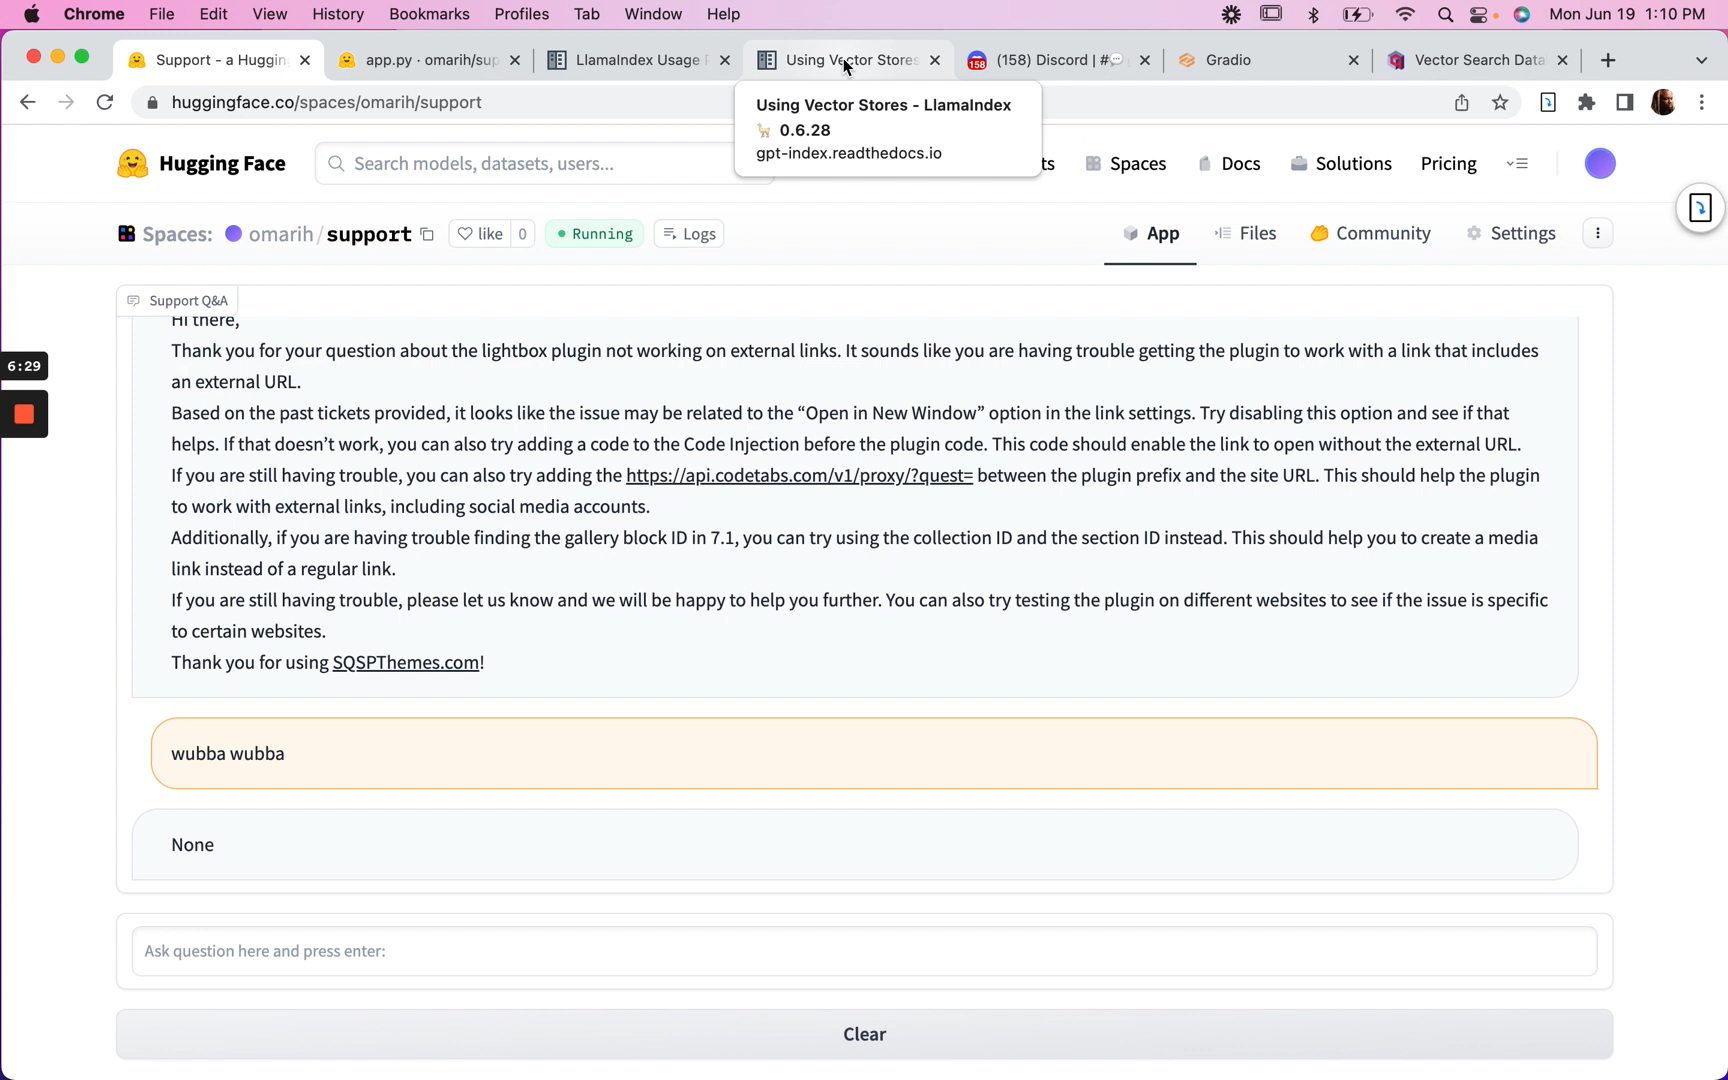 Chrome File Edit View History Bookmarks Profiles Tab Window Help Mon Jun 19 1:10 PM
Support - a Huggin app.py · omarih/sup LlamaIndex Usage Using Vector Stores (158) Discord | # Gradio Vector Search Data
huggingface.co/spaces/omarih/support
Using Vector Stores - LlamaIndex
0.6.28
gpt-index.readthedocs.io
Hugging Face Search models, datasets, users... ts Spaces Docs Solutions Pricing
Spaces: omarih/support like 0 Running Logs App Files Community Settings
Support Q&A
6:29
Hi there,
Thank you for your question about the lightbox plugin not working on external links. It sounds like you are having trouble getting the plugin to work with a link that includes
an external URL.
Based on the past tickets provided, it looks like the issue may be related to the “Open in New Window” option in the link settings. Try disabling this option and see if that
helps. If that doesn’t work, you can also try adding a code to the Code Injection before the plugin code. This code should enable the link to open without the external URL.
If you are still having trouble, you can also try adding the https://api.codetabs.com/v1/proxy/?quest= between the plugin prefix and the site URL. This should help the plugin
to work with external links, including social media accounts.
Additionally, if you are having trouble finding the gallery block ID in 7.1, you can try using the collection ID and the section ID instead. This should help you to create a media
link instead of a regular link.
If you are still having trouble, please let us know and we will be happy to help you further. You can also try testing the plugin on different websites to see if the issue is specific
to certain websites.
Thank you for using SQSPThemes.com!
wubba wubba
None
Ask question here and press enter:
Clear